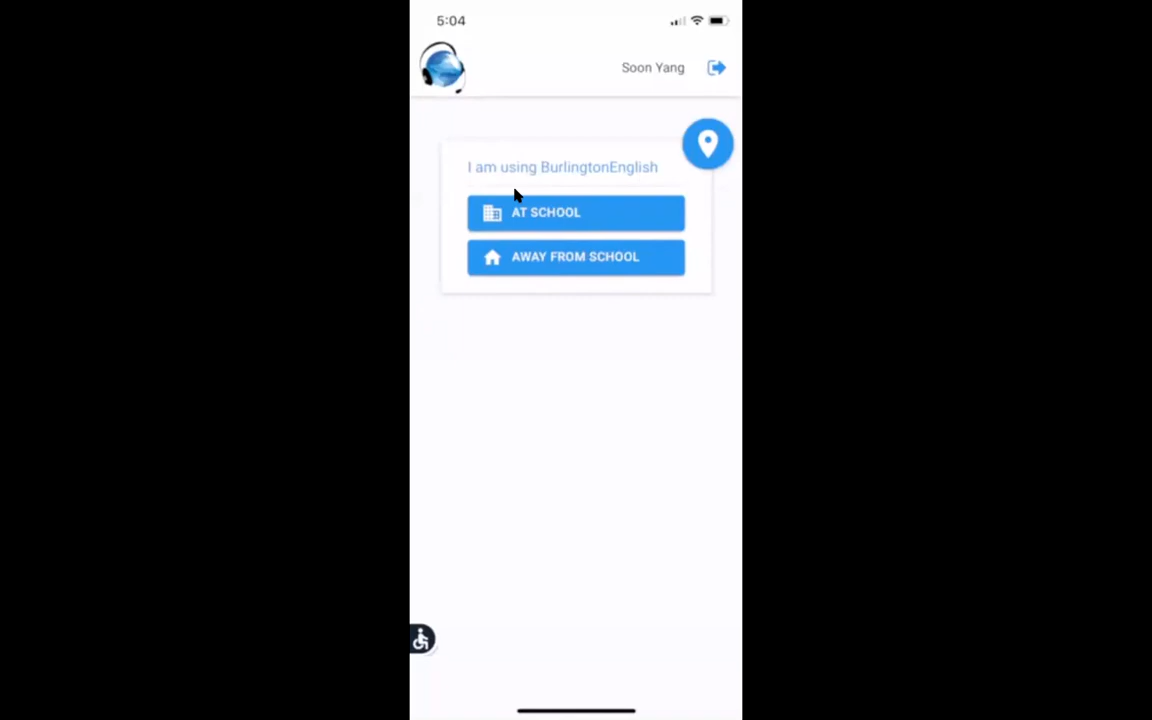 5:04
Soon Yang
I am using BurlingtonEnglish
AT SCHOOL
AWAY FROM SCHOOL